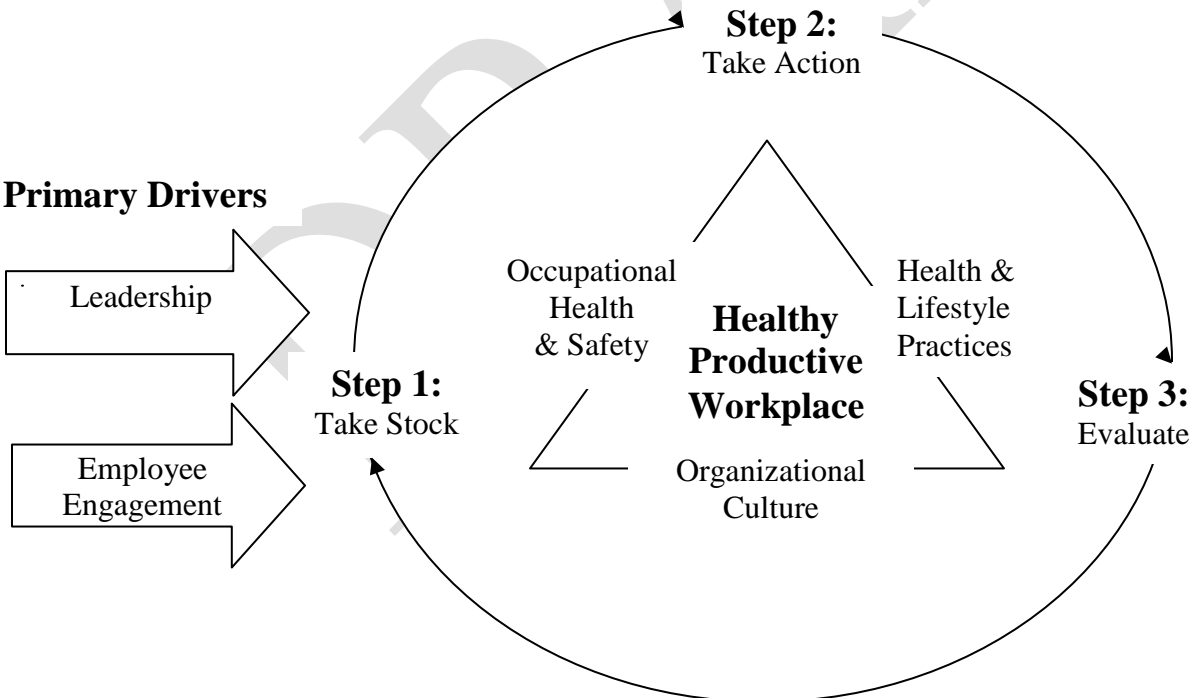 Step 2:
Take Action
Primary Drivers
Leadership
Occupational
Health
& Safety
Health &
Lifestyle
Practices
Healthy
Productive
Workplace
Step 1:
Take Stock
Step 3:
Evaluate
Employee
Engagement
Organizational
Culture